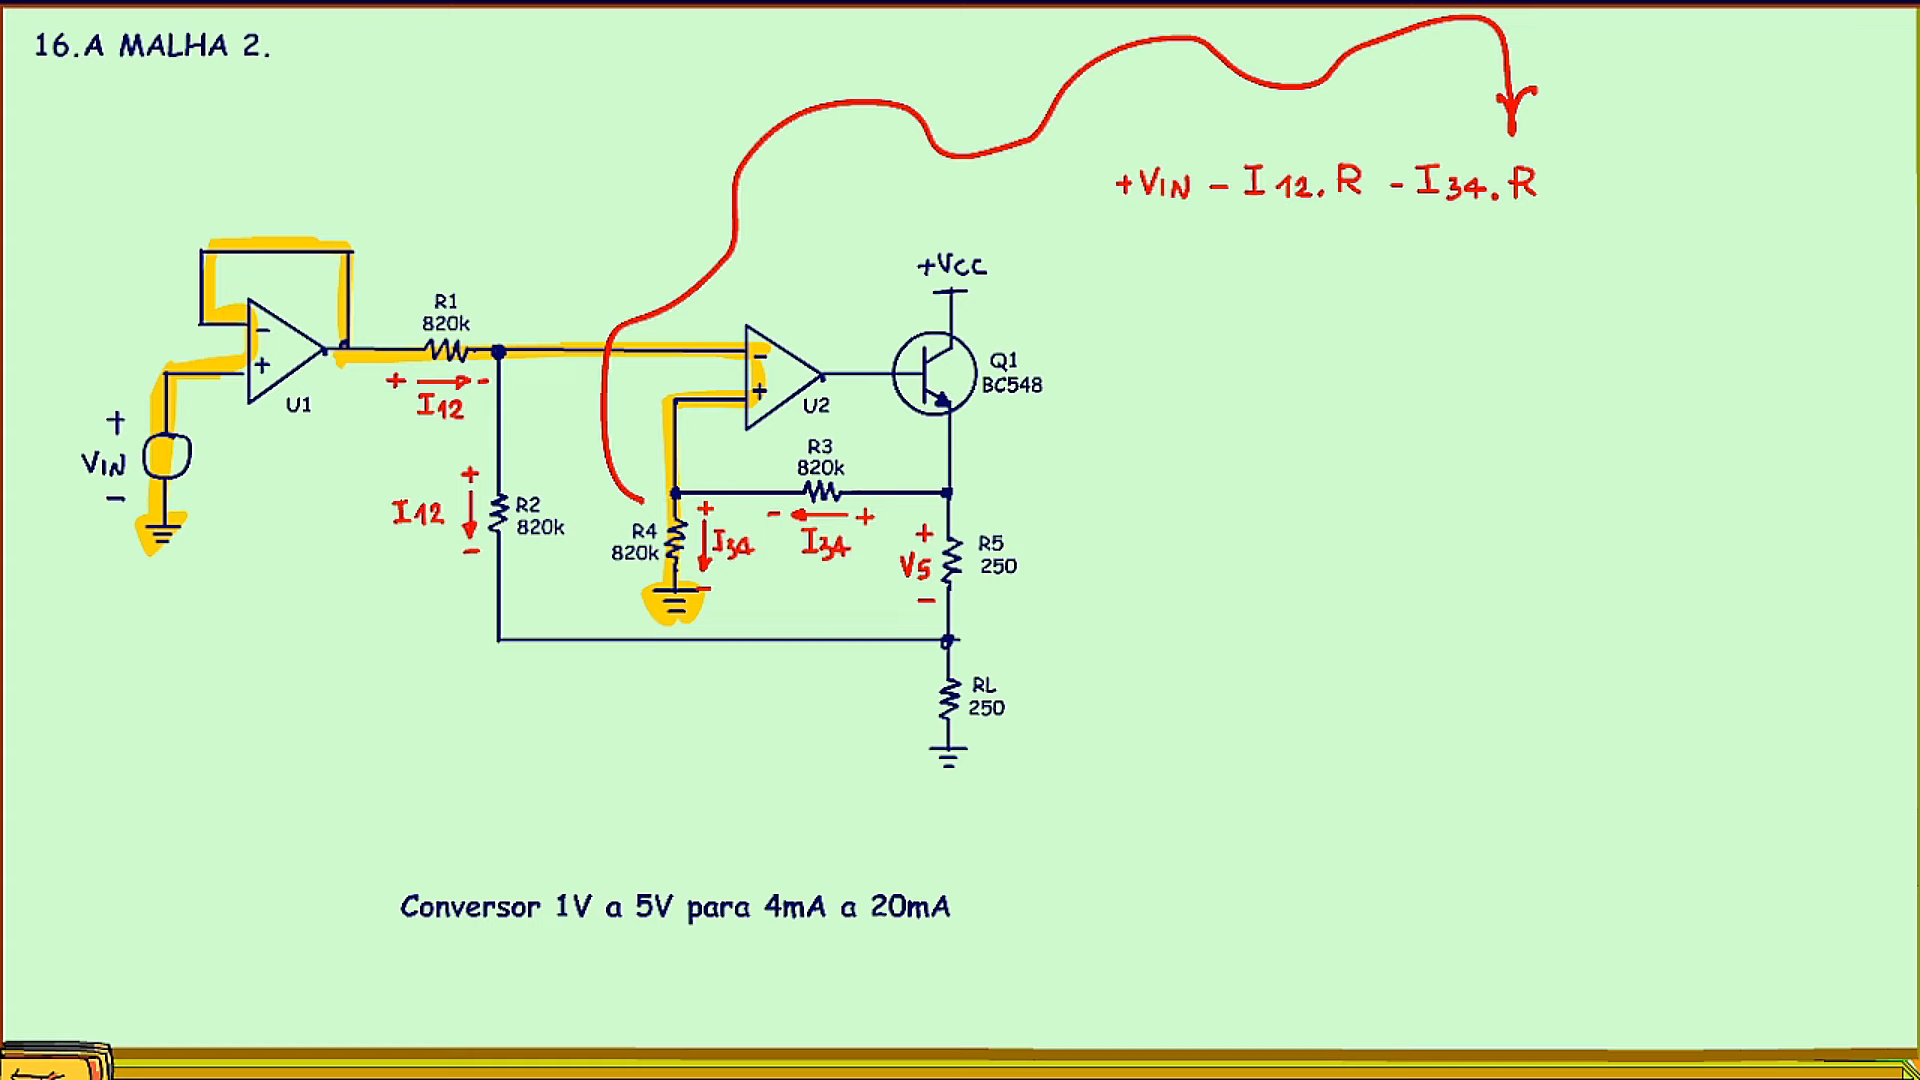 16.A MALHA 2.
+VIN - I12.R - I34.R
+VCC
R1
820k
-
+
U1
+ -
I12
-
+
U2
Q1
BC548
+
VIN
-
R3
820k
+
I12
-
R2
820k
R4
820k
+
I34
-
- +
I34
+
V5
-
R5
250
RL
250
Conversor 1V a 5V para 4mA a 20mA